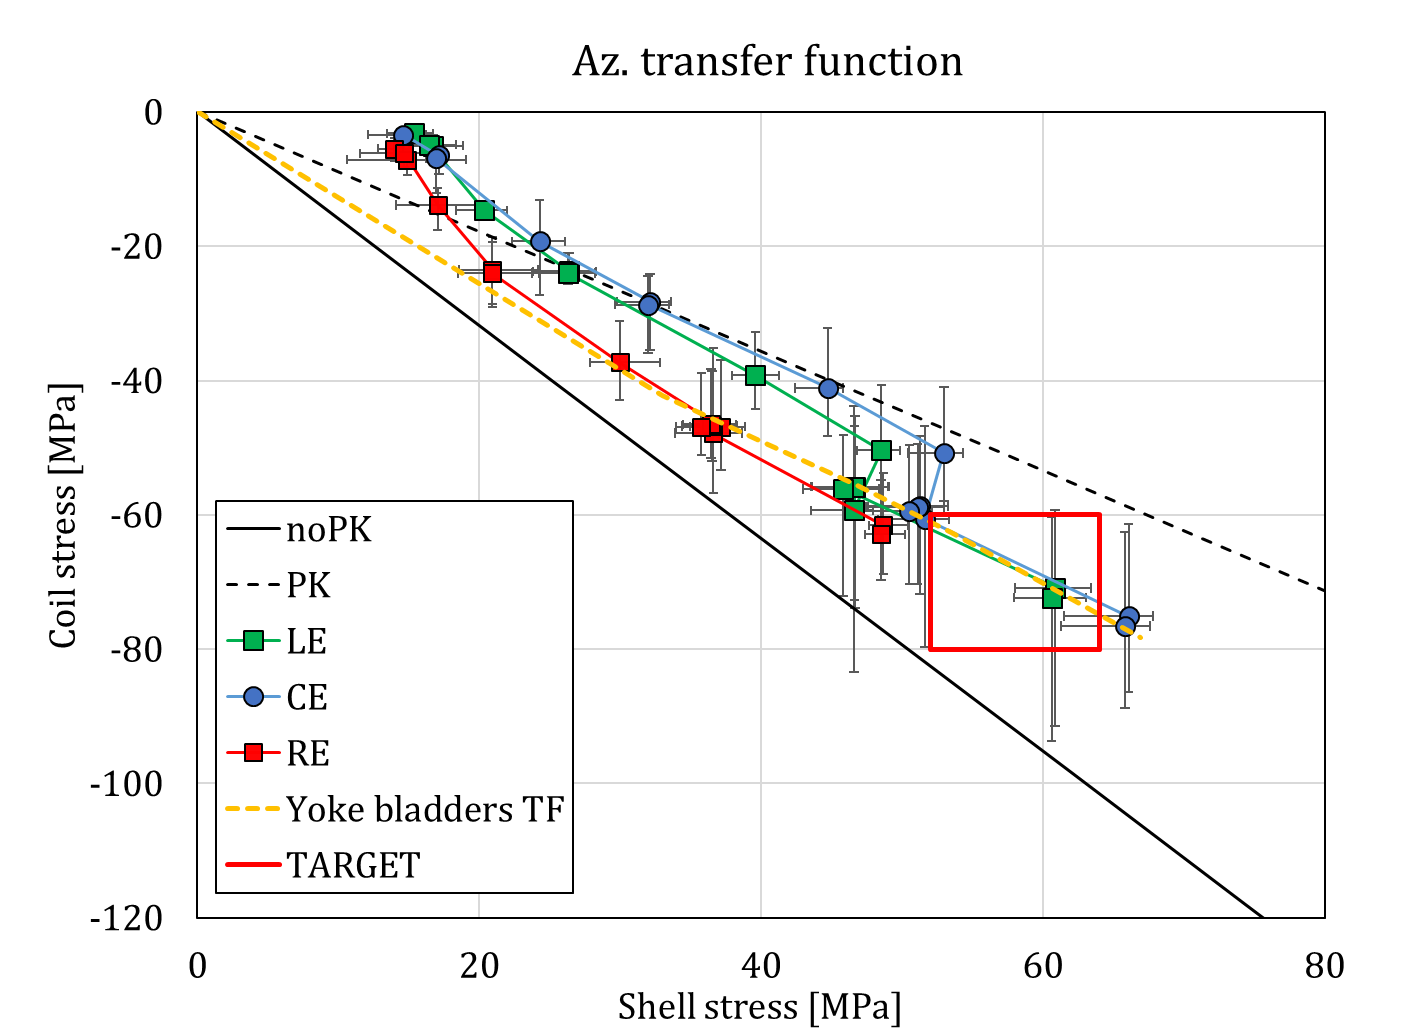 Az. transfer function
0
-20
-40
-60
-80
-100
-120
Coil stress [MPa]
noPK
PK
LE
CE
RE
Yoke bladders TF
TARGET
0 20 40 60 80
Shell stress [MPa]